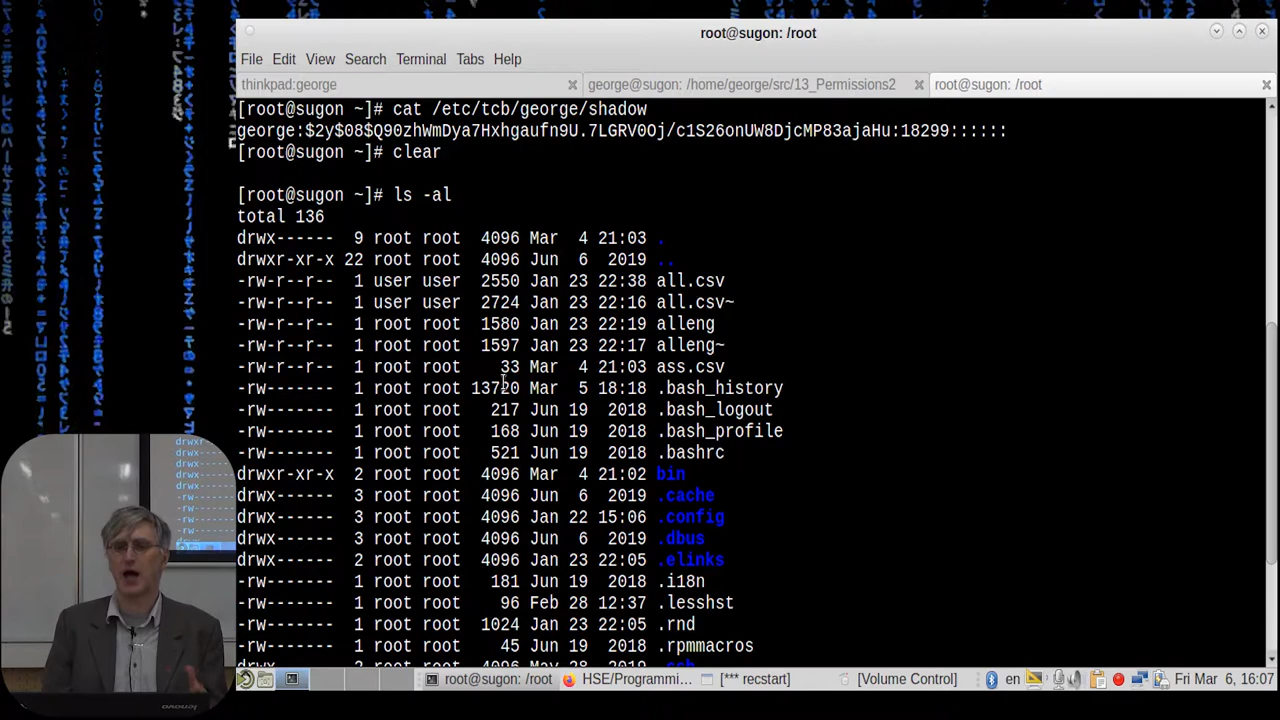 root@sugon: /root
File Edit View Search Terminal Tabs Help
thinkpad:george
george@sugon: /home/george/src/13_Permissions2
root@sugon: /root
[root@sugon ~]# cat /etc/tcb/george/shadow
george:$2y$08$Q90zhWmDya7Hxhgaufn9U.7LGRV0Oj/c1S26onUW8DjcMP83ajaHu:18299::::::
[root@sugon ~]# clear
[root@sugon ~]# ls -al
total 136
drwx------ 9 root root 4096 Mar 4 21:03 .
drwxr-xr-x 22 root root 4096 Jun 6 2019 ..
-rw-r--r-- 1 user user 2550 Jan 23 22:38 all.csv
-rw-r--r-- 1 user user 2724 Jan 23 22:16 all.csv~
-rw-r--r-- 1 root root 1580 Jan 23 22:19 alleng
-rw-r--r-- 1 root root 1597 Jan 23 22:17 alleng~
-rw-r--r-- 1 root root 33 Mar 4 21:03 ass.csv
-rw------- 1 root root 13720 Mar 5 18:18 .bash_history
-rw------- 1 root root 217 Jun 19 2018 .bash_logout
-rw------- 1 root root 168 Jun 19 2018 .bash_profile
-rw------- 1 root root 521 Jun 19 2018 .bashrc
drwxr-xr-x 2 root root 4096 Mar 4 21:02 bin
drwx------ 3 root root 4096 Jun 6 2019 .cache
drwx------ 3 root root 4096 Jan 22 15:06 .config
drwx------ 3 root root 4096 Jun 6 2019 .dbus
drwx------ 2 root root 4096 Jan 23 22:05 .elinks
-rw------- 1 root root 181 Jun 19 2018 .i18n
-rw------- 1 root root 96 Feb 28 12:37 .lesshst
-rw------- 1 root root 1024 Jan 23 22:05 .rnd
-rw------- 1 root root 45 Jun 19 2018 .rpmmacros
drwx------ 2 root root 4096 May 28 2019 .ssh
root@sugon: /root
HSE/Programmi...
[*** recstart]
[Volume Control]
en
Fri Mar 6, 16:07